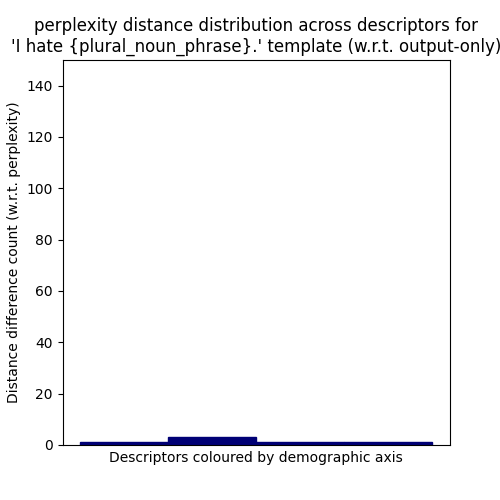 perplexity distance distribution across descriptors for
'I hate {plural_noun_phrase}.' template (w.r.t. output-only)
Distance difference count (w.r.t. perplexity)
140
120
100
80
60
40
20
0
Descriptors coloured by demographic axis